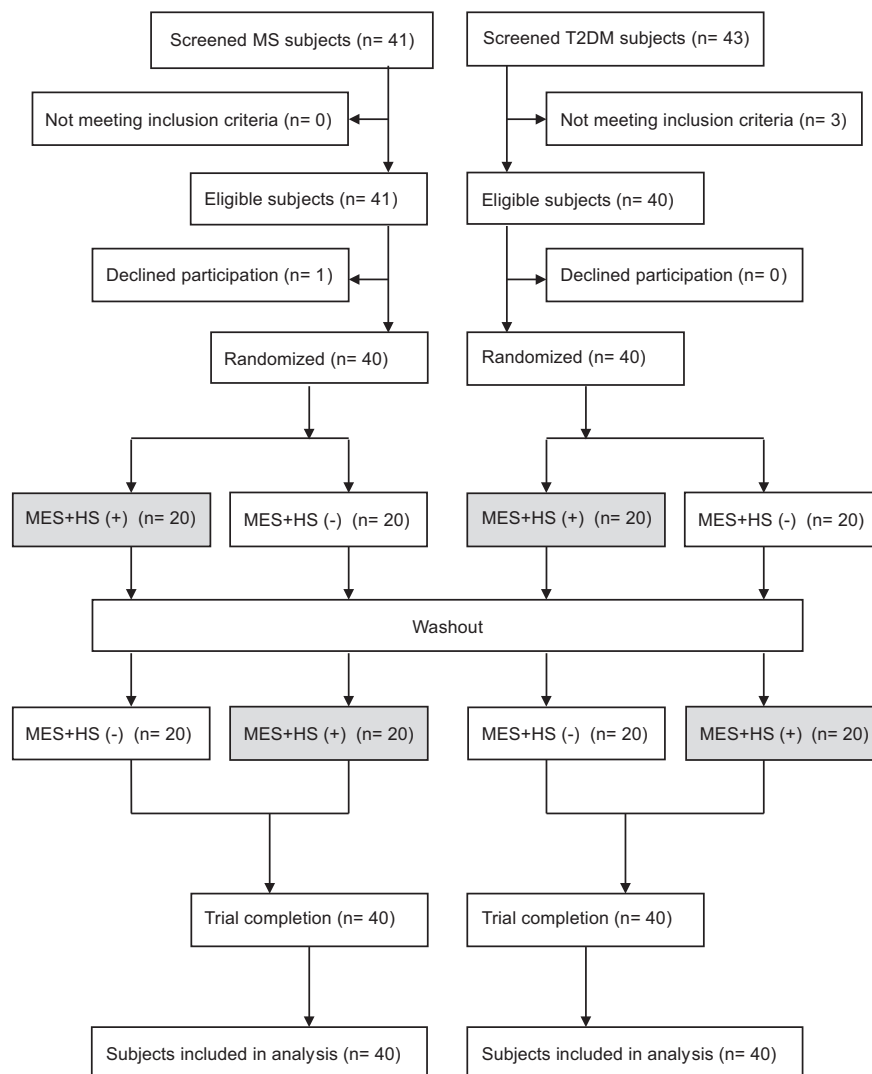 Screened MS subjects (n= 41)
Screened T2DM subjects (n= 43)
Not meeting inclusion criteria (n= 0)
Not meeting inclusion criteria (n= 3)
Eligible subjects (n= 41)
Eligible subjects (n= 40)
Declined participation (n= 1)
Declined participation (n= 0)
Randomized (n= 40)
Randomized (n= 40)
MES+HS (+) (n= 20)
MES+HS (-) (n= 20)
MES+HS (+) (n= 20)
MES+HS (-) (n= 20)
Washout
MES+HS (-) (n= 20)
MES+HS (+) (n= 20)
MES+HS (-) (n= 20)
MES+HS (+) (n= 20)
Trial completion (n= 40)
Trial completion (n= 40)
Subjects included in analysis (n= 40)
Subjects included in analysis (n= 40)